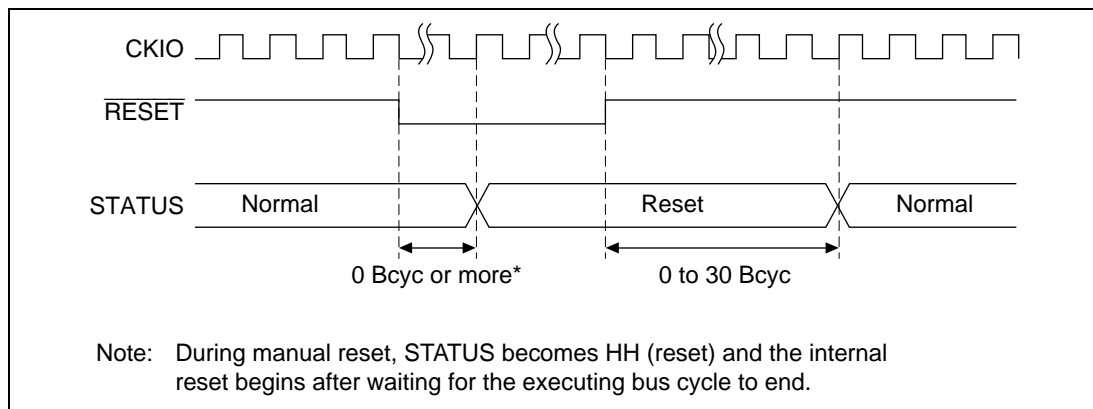 CKIO
RESET
STATUS
Normal
Reset
Normal
0 Bcyc or more*
0 to 30 Bcyc
Note: During manual reset, STATUS becomes HH (reset) and the internal
reset begins after waiting for the executing bus cycle to end.